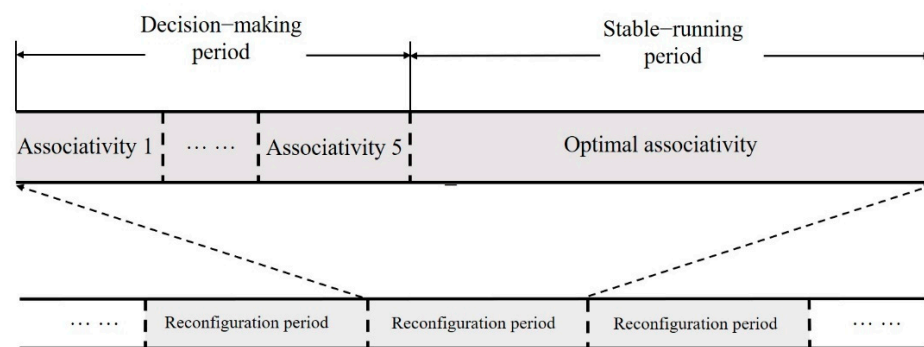 Decision−making
period
Stable−running
period
Associativity 1
··· ···
Associativity 5
Optimal associativity
··· ···
Reconfiguration period
Reconfiguration period
Reconfiguration period
··· ···